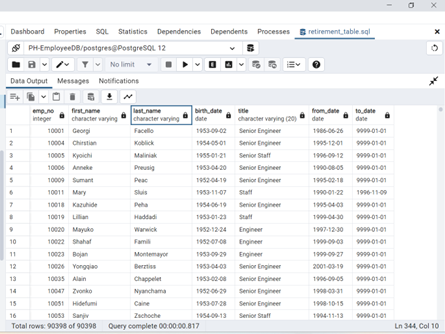 Dashboard Properties SQL Statistics Dependencies Dependents Processes retirement_table.sql
PH-EmployeeDB/postgres@PostgreSQL 12
No limit
Data Output Messages Notifications
emp_no first_name last_name birth_date title from_date to_date
integer character varying character varying date character varying (20) date date
1 10001 Georgi Facello 1953-09-02 Senior Engineer 1986-06-26 9999-01-01
2 10004 Chirstian Koblick 1954-05-01 Senior Engineer 1995-12-01 9999-01-01
3 10005 Kyoichi Maliniak 1955-01-21 Senior Staff 1996-09-12 9999-01-01
4 10006 Anneke Preusig 1953-04-20 Senior Engineer 1990-08-05 9999-01-01
5 10009 Sumant Peac 1952-04-19 Senior Engineer 1995-02-18 9999-01-01
6 10011 Mary Sluis 1953-11-07 Staff 1990-01-22 1996-11-09
7 10018 Kazuhide Peha 1954-06-19 Senior Engineer 1995-04-03 9999-01-01
8 10019 Lillian Haddadi 1953-01-23 Staff 1999-04-30 9999-01-01
9 10020 Mayuko Warwick 1952-12-24 Engineer 1997-12-30 9999-01-01
10 10022 Shahaf Famili 1952-07-08 Engineer 1999-09-03 9999-01-01
11 10023 Bojan Montemayor 1953-09-29 Engineer 1999-09-27 9999-01-01
12 10026 Yongqiao Berztiss 1953-04-03 Senior Engineer 2001-03-19 9999-01-01
13 10035 Alain Chappelet 1953-02-08 Senior Engineer 1996-09-05 9999-01-01
14 10047 Zvonko Nyanchama 1952-06-29 Senior Engineer 1998-03-31 9999-01-01
15 10051 Hidefumi Caine 1953-07-28 Senior Engineer 1998-10-15 9999-01-01
16 10053 Sanjiv Zschoche 1954-09-13 Senior Staff 1994-11-13 9999-01-01
Total rows: 90398 of 90398 Query complete 00:00:00.817 Ln 344, Col 10